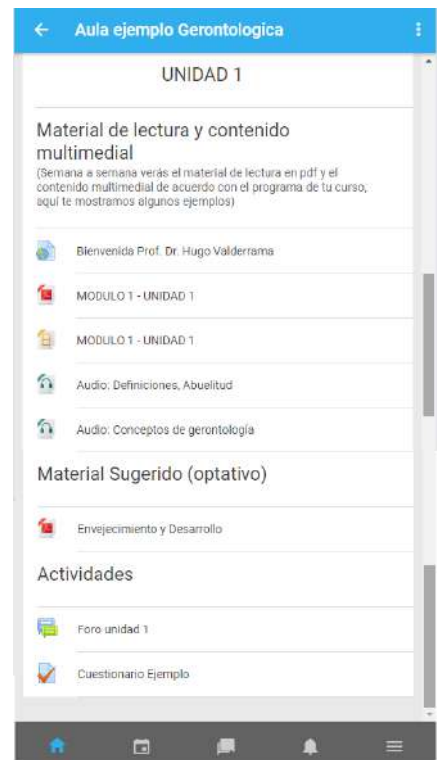 Aula ejemplo Gerontologica
UNIDAD 1
Material de lectura y contenido
multimedial
(Semana a semana verás el material de lectura en pdf y el
contenido multimedial de acuerdo con el programa de tu curso,
aquí te mostramos algunos ejemplos)
Bienvenida Prof. Dr. Hugo Valderrama
MODULO 1 - UNIDAD 1
MODULO 1 - UNIDAD 1
Audio: Definiciones, Abuelitud
Audio: Conceptos de gerontología
Material Sugerido (optativo)
Envejecimiento y Desarrollo
Actividades
Foro unidad 1
Cuestionario Ejemplo